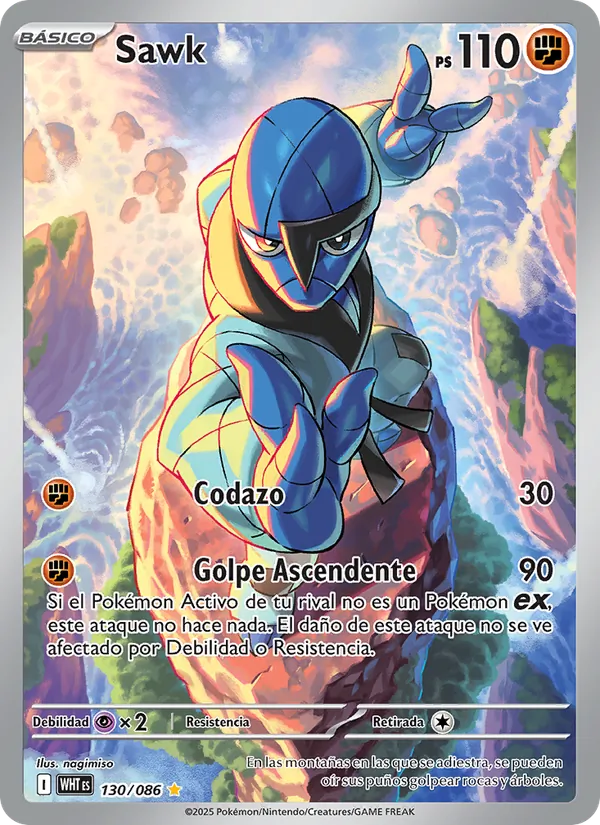 BÁSICO
Sawk
PS 110
Codazo 30
Golpe Ascendente 90
Si el Pokémon Activo de tu rival no es un Pokémon ex,
este ataque no hace nada. El daño de este ataque no se ve
afectado por Debilidad o Resistencia.
Debilidad ×2 Resistencia Retirada
Ilus. nagimiso
En las montañas en las que se adiestra, se pueden
oír sus puños golpear rocas y árboles.
I WHT ES 130/086
©2025 Pokémon/Nintendo/Creatures/GAME FREAK